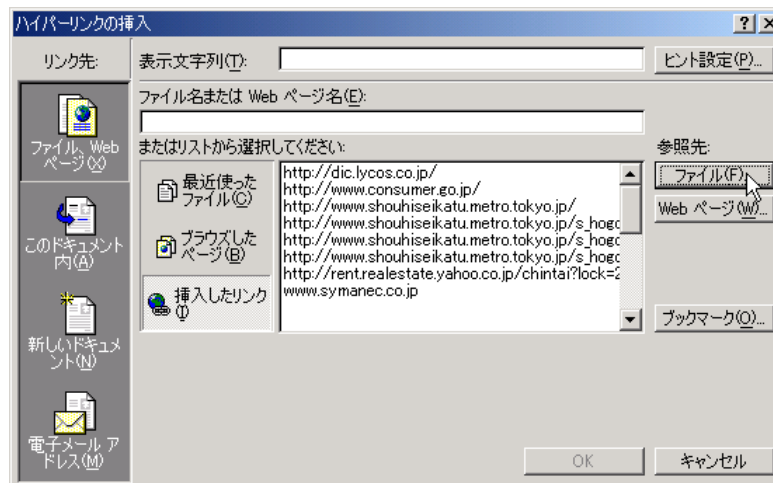 ハイパーリンクの挿入
リンク先:
表示文字列(T):
ヒント設定(P)...
ファイル、Web
ページ(X)
このドキュメント
内(A)
新しいドキュメ
ント(N)
電子メール ア
ドレス(M)
ファイル名または Web ページ名(E):
またはリストから選択してください:
最近使った
ファイル(C)
ブラウズした
ページ(B)
挿入したリンク
(I)
http://dic.lycos.co.jp/
http://www.consumer.go.jp/
http://www.shouhiseikatu.metro.tokyo.jp/
http://www.shouhiseikatu.metro.tokyo.jp/s_hogo
http://www.shouhiseikatu.metro.tokyo.jp/s_hogo
http://www.shouhiseikatu.metro.tokyo.jp/s_hogo
http://rent.realestate.yahoo.co.jp/chintai?lock=2
www.symanec.co.jp
参照先:
ファイル(F)...
Web ページ(W)...
ブックマーク(O)...
OK
キャンセル